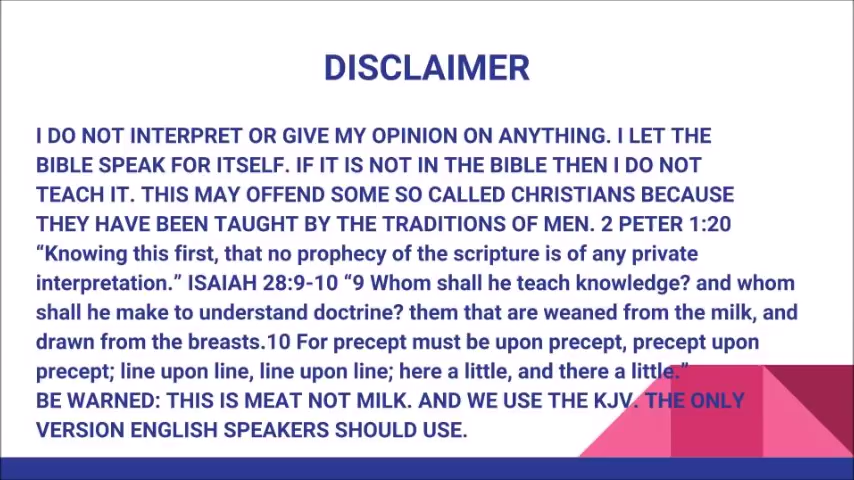 DISCLAIMER
I DO NOT INTERPRET OR GIVE MY OPINION ON ANYTHING. I LET THE
BIBLE SPEAK FOR ITSELF. IF IT IS NOT IN THE BIBLE THEN I DO NOT
TEACH IT. THIS MAY OFFEND SOME SO CALLED CHRISTIANS BECAUSE
THEY HAVE BEEN TAUGHT BY THE TRADITIONS OF MEN. 2 PETER 1:20
“Knowing this first, that no prophecy of the scripture is of any private
interpretation.” ISAIAH 28:9-10 “9 Whom shall he teach knowledge? and whom
shall he make to understand doctrine? them that are weaned from the milk, and
drawn from the breasts.10 For precept must be upon precept, precept upon
precept; line upon line, line upon line; here a little, and there a little.”
BE WARNED: THIS IS MEAT NOT MILK. AND WE USE THE KJV. THE ONLY
VERSION ENGLISH SPEAKERS SHOULD USE.